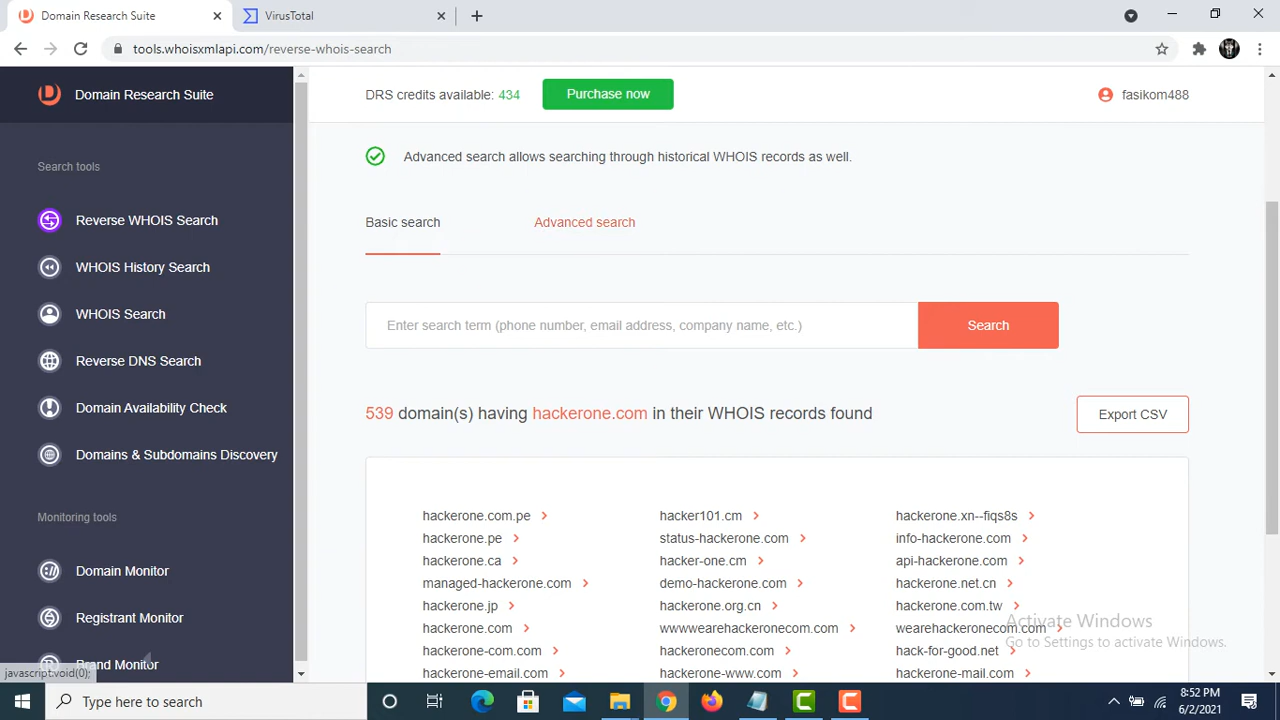 Domain Research Suite
VirusTotal
tools.whoisxmlapi.com/reverse-whois-search
Domain Research Suite
DRS credits available: 434
Purchase now
fasikom488
Search tools
Reverse WHOIS Search
WHOIS History Search
WHOIS Search
Reverse DNS Search
Domain Availability Check
Domains & Subdomains Discovery
Monitoring tools
Domain Monitor
Registrant Monitor
Brand Monitor
javascript:void(0);
Advanced search allows searching through historical WHOIS records as well.
Basic search
Advanced search
Enter search term (phone number, email address, company name, etc.)
Search
539 domain(s) having hackerone.com in their WHOIS records found
Export CSV
hackerone.com.pe
hacker101.cm
hackerone.xn--fiqs8s
hackerone.pe
status-hackerone.com
info-hackerone.com
hackerone.ca
hacker-one.cm
api-hackerone.com
managed-hackerone.com
demo-hackerone.com
hackerone.net.cn
hackerone.jp
hackerone.org.cn
hackerone.com.tw
hackerone.com
wwwwearehackeronecom.com
wearehackeronecom.com
hackerone-com.com
hackeronecom.com
hack-for-good.net
hackerone-email.com
hackerone-www.com
hackerone-mail.com
Activate Windows
Go to Settings to activate Windows.
Type here to search
8:52 PM
6/2/2021